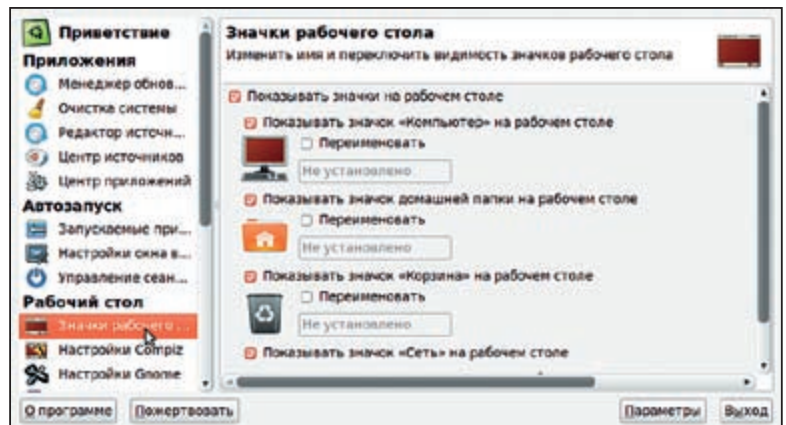 Приветствие
Приложения
Менеджер обнов...
Очистка системы
Редактор источн...
Центр источников
Центр приложений
Автозапуск
Запускаемые при...
Настройки окна в...
Управление сеан...
Рабочий стол
Значки рабочего ...
Настройки Compiz
Настройки Gnome
Значки рабочего стола
Изменить имя и переключить видимость значков рабочего стола
Показывать значки на рабочем столе
Показывать значок «Компьютер» на рабочем столе
Переименовать
Не установлено
Показывать значок домашней папки на рабочем столе
Переименовать
Не установлено
Показывать значок «Корзина» на рабочем столе
Переименовать
Не установлено
Показывать значок «Сеть» на рабочем столе
О программе
Пожертвовать
Параметры
Выход